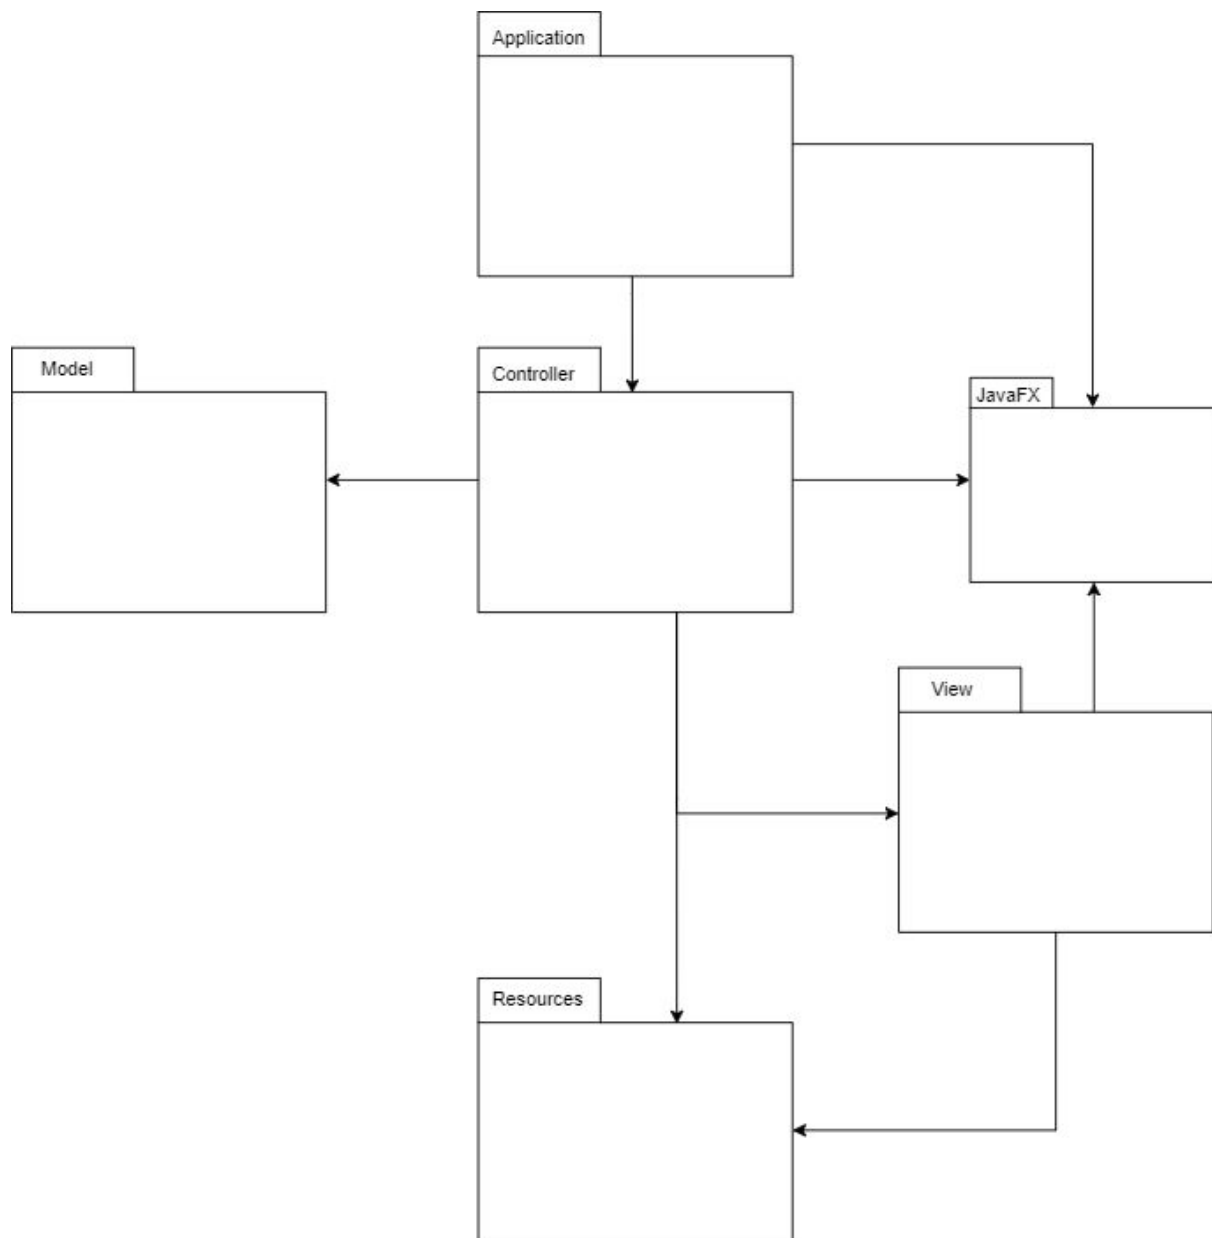 Application
Model
Controller
JavaFX
View
Resources